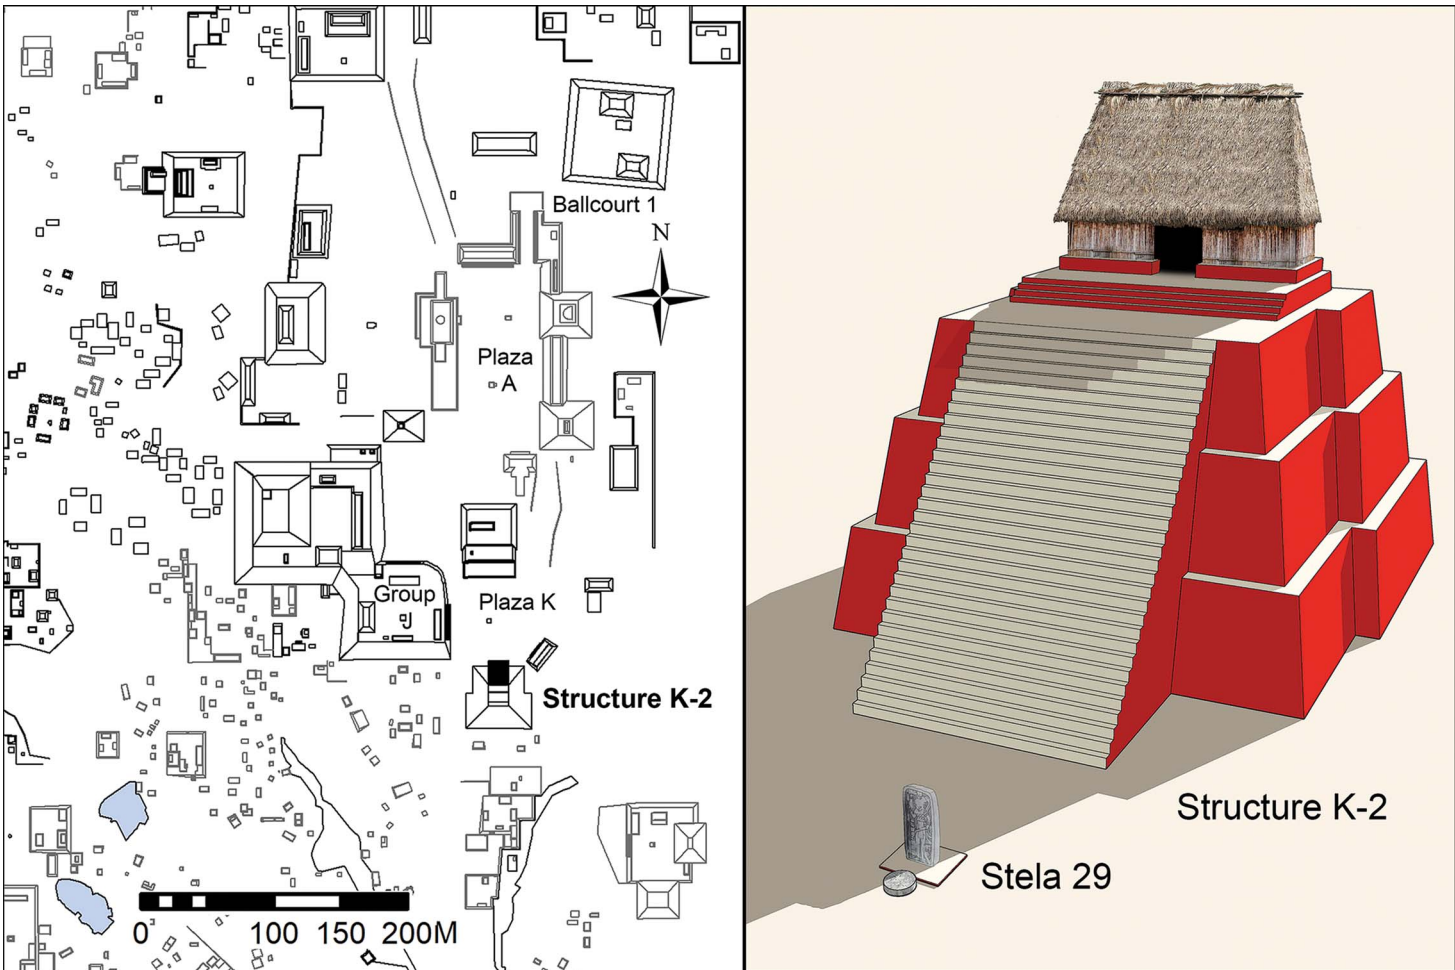 Ballcourt 1
N
Plaza
A
Group
J
Plaza K
Structure K-2
0
100
150
200M
Structure K-2
Stela 29